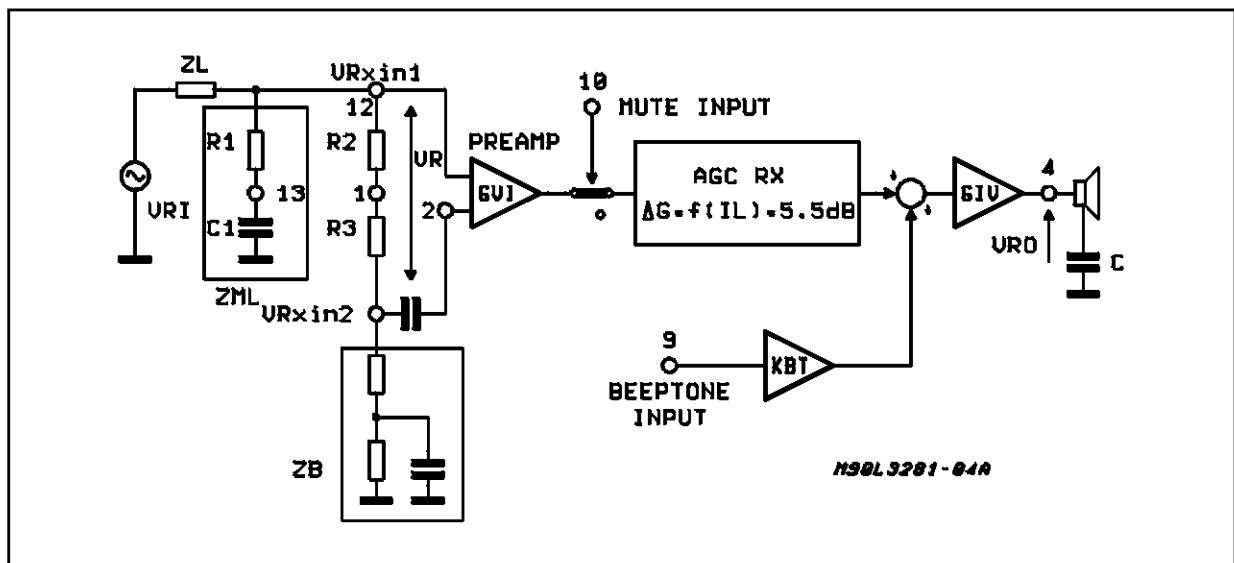 ZL
VRxin1
12
10
MUTE INPUT
R1
R2
VR
PREAMP
GVI
AGC RX
ΔG=f(IL)=5.5dB
GIV
4
VRI
13
1
2
C1
R3
VRO
C
ZML
VRxin2
9
KBT
BEEPTONE
INPUT
ZB
M90L3281-04A